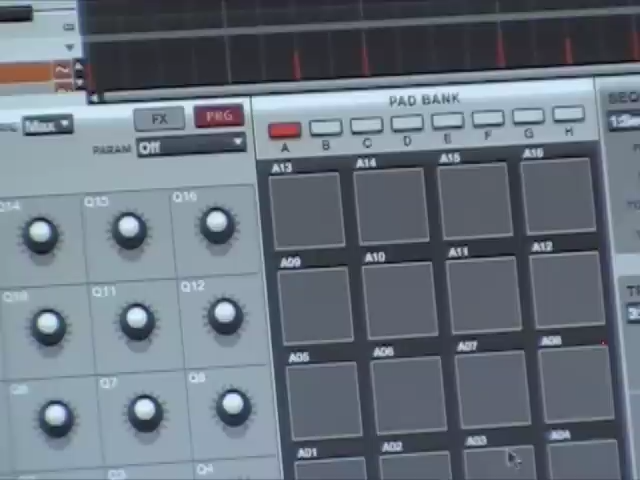 PAD BANK
FX PRG
Max
A B C D E F G H
PARAM Off
A13 A14 A15 A16
Q14 Q15 Q16
A09 A10 A11 A12
Q10 Q11 Q12
A05 A06 A07 A08
Q6 Q7 Q8
A01 A02 A03 A04
Q3 Q4